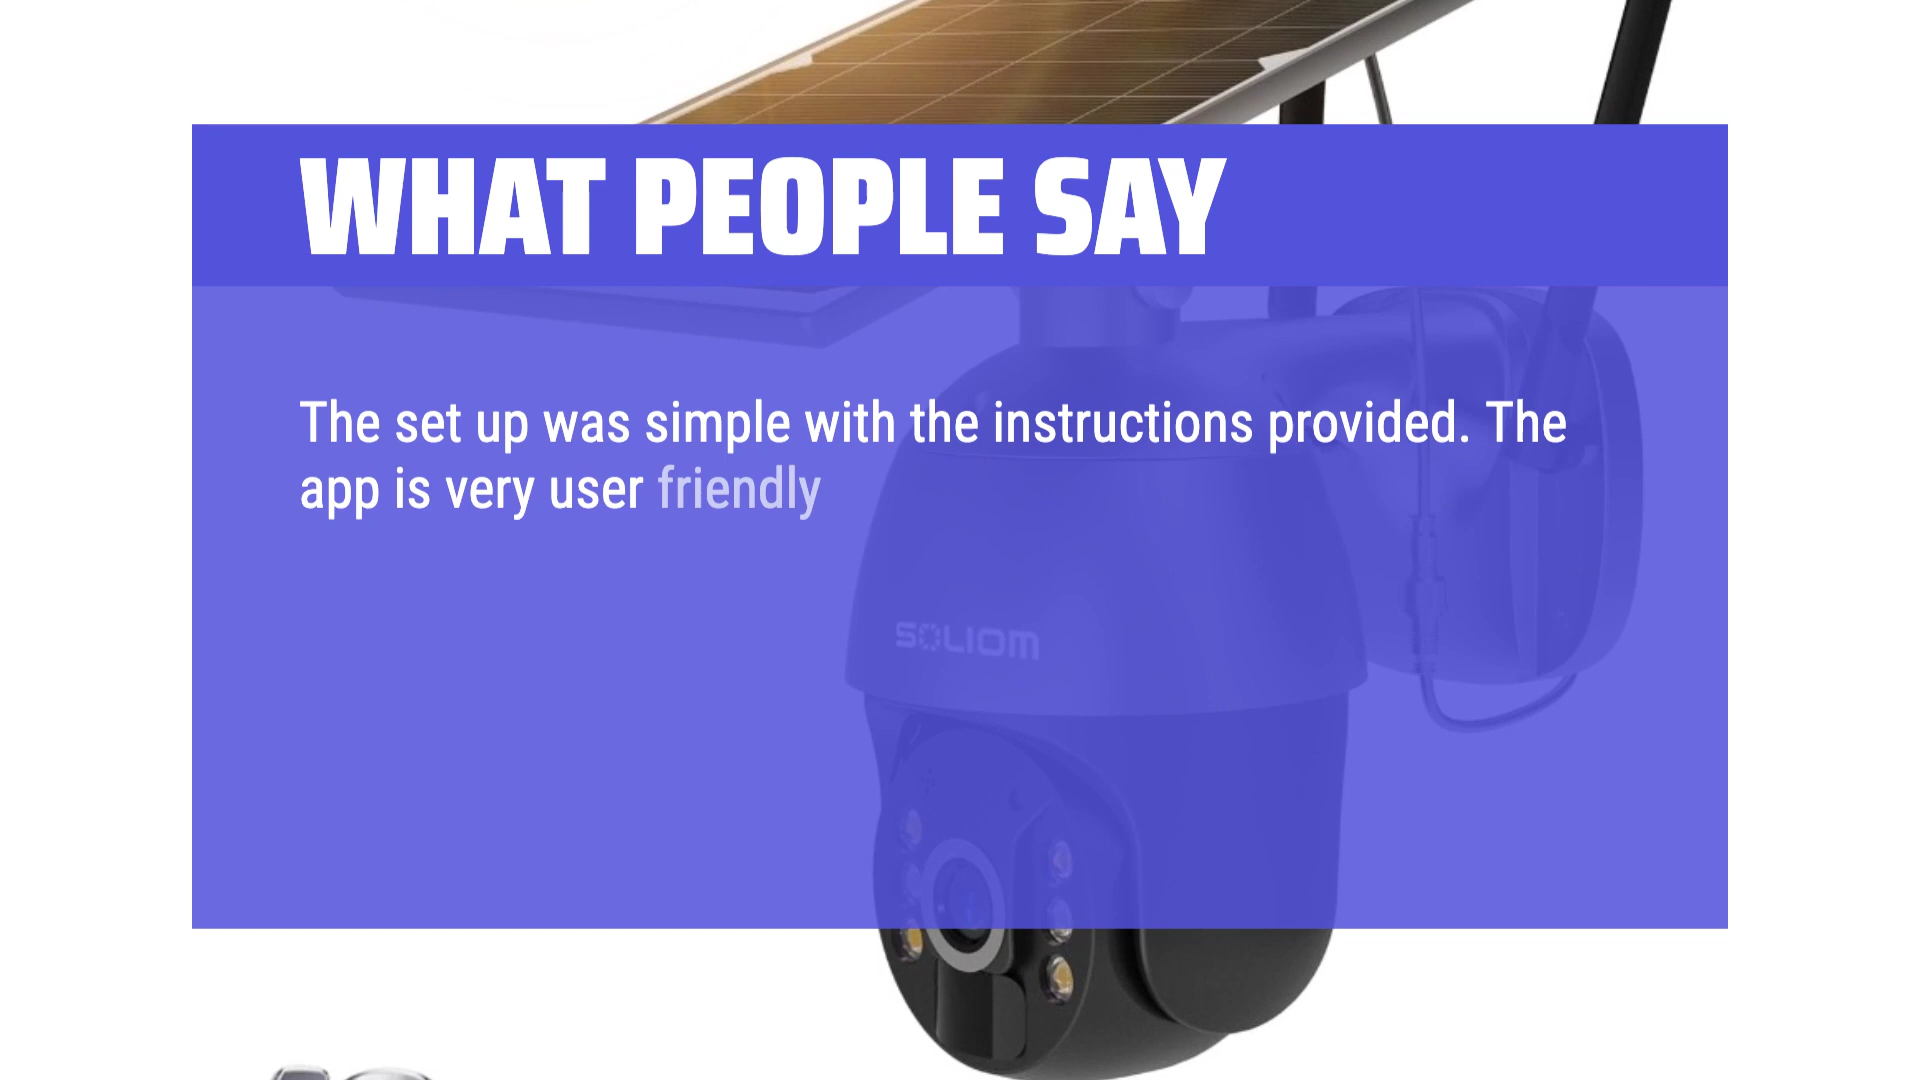 WHAT PEOPLE SAY
The set up was simple with the instructions provided. The
app is very user friendly
SOLIOM